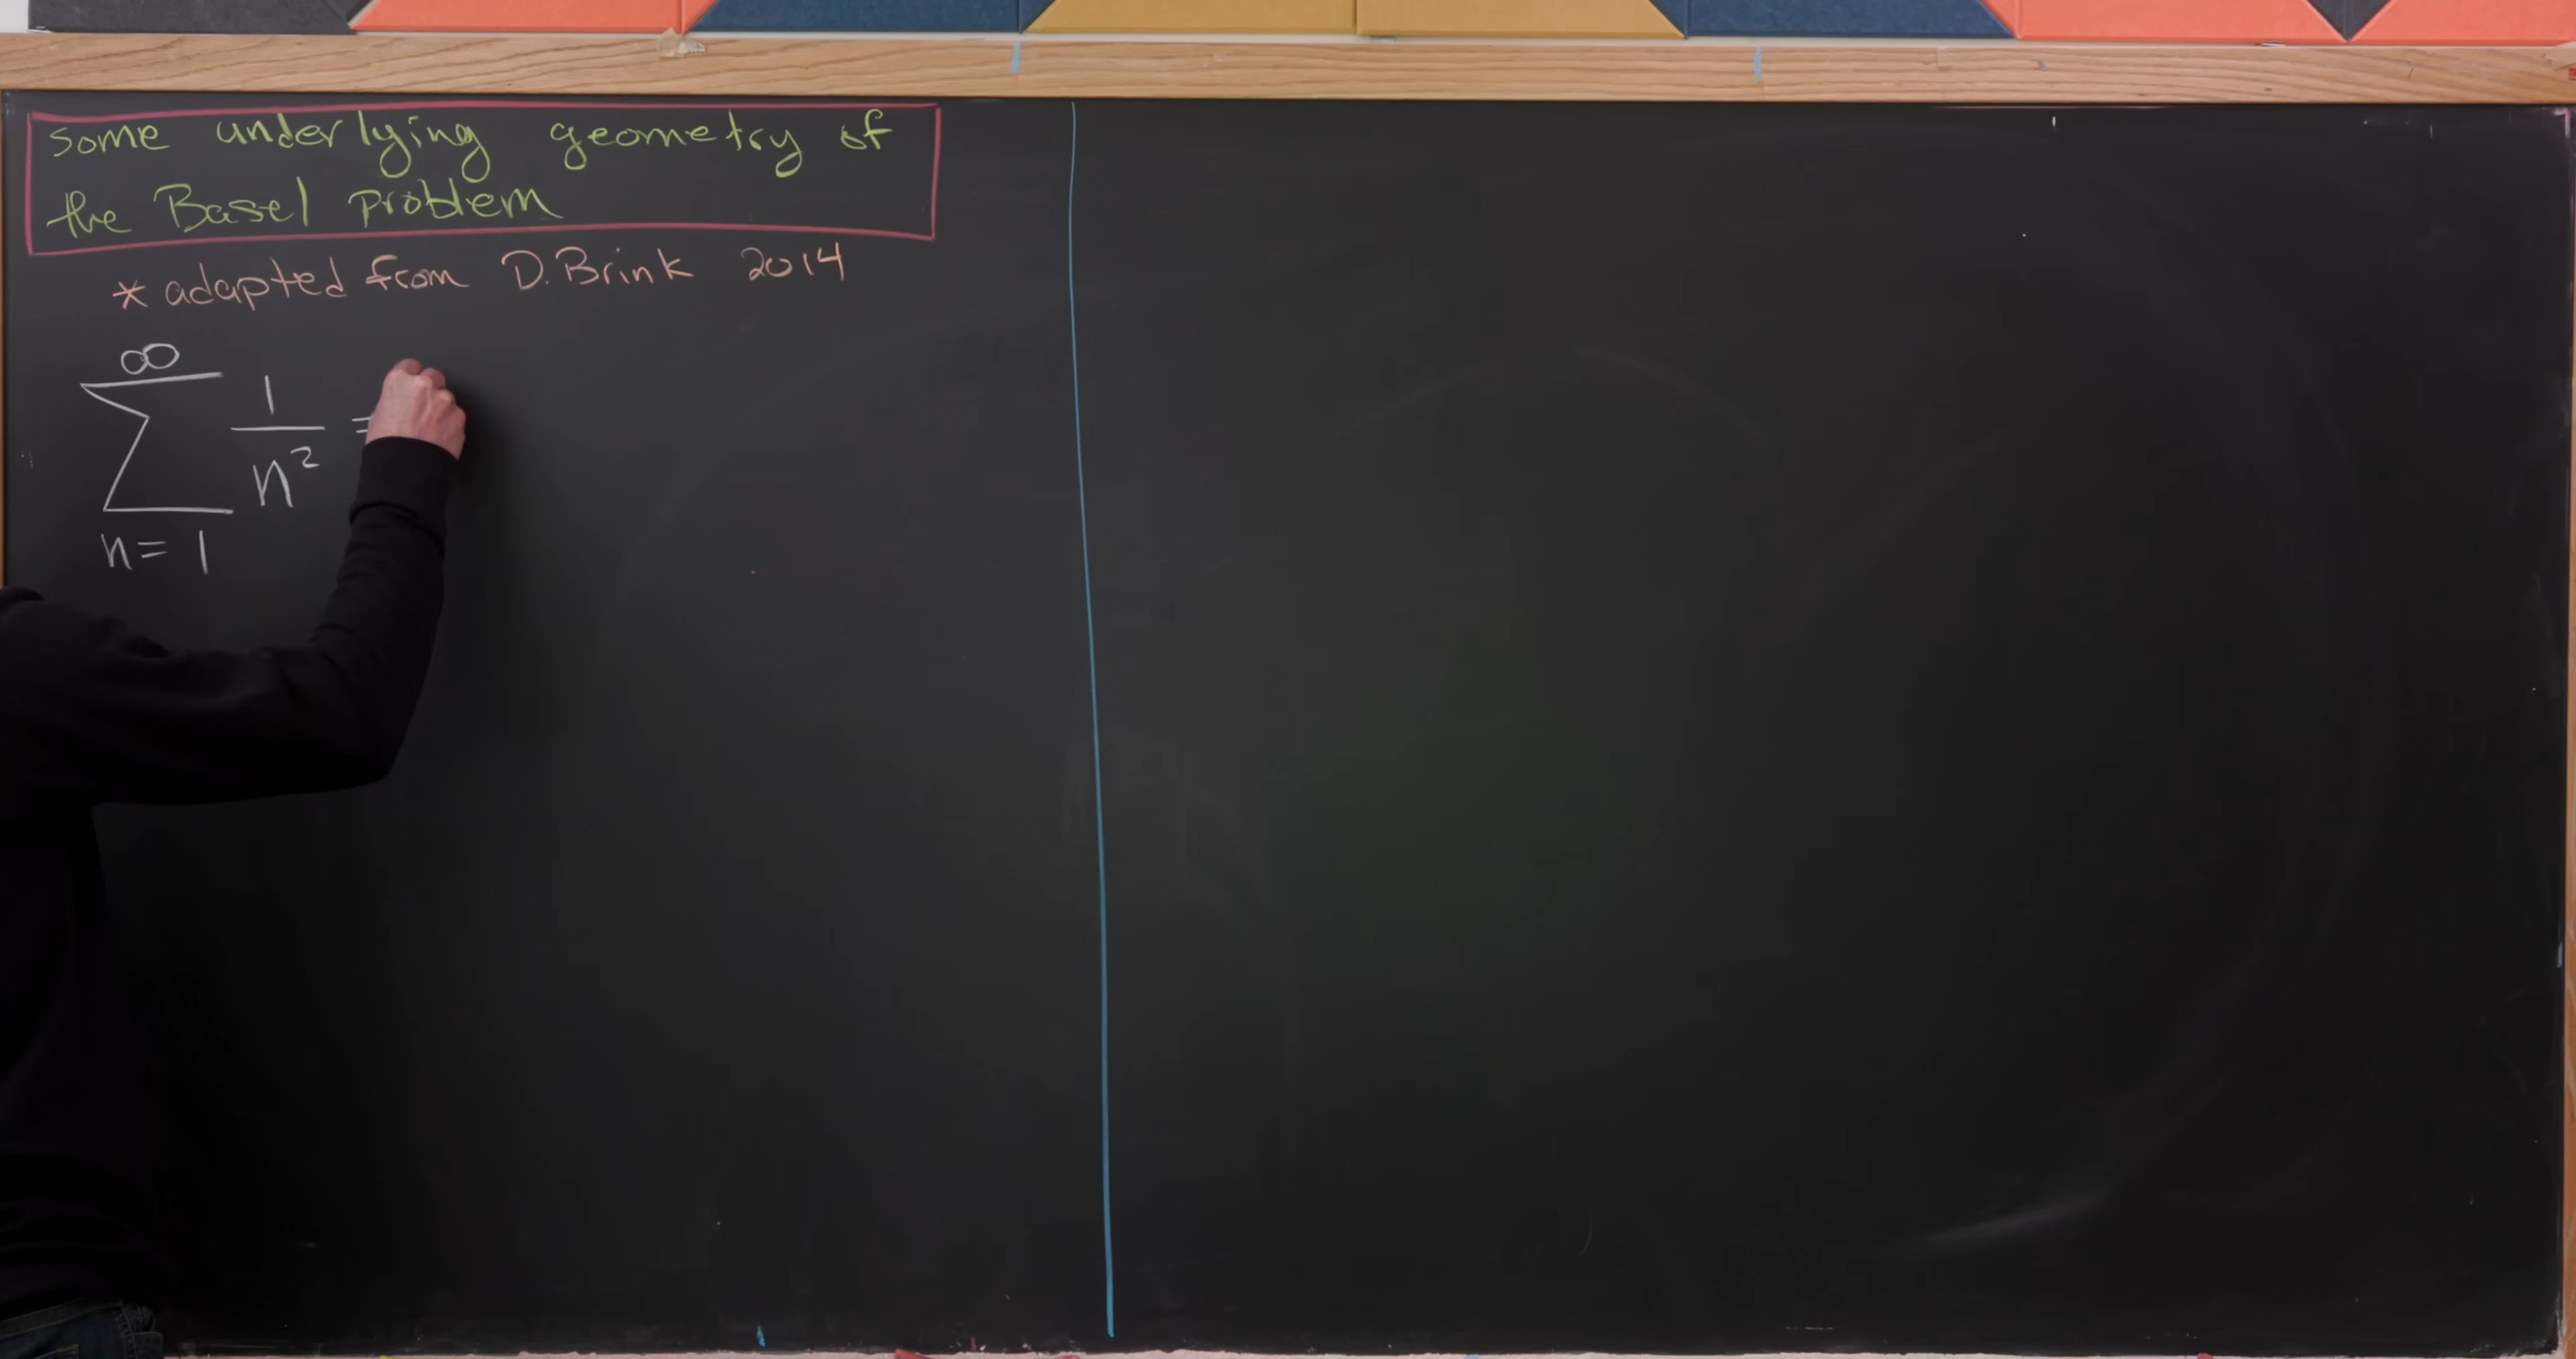 some underlying geometry of
the Basel problem
* adapted from D. Brink 2014
∞
∑ 1/n² =
n = 1